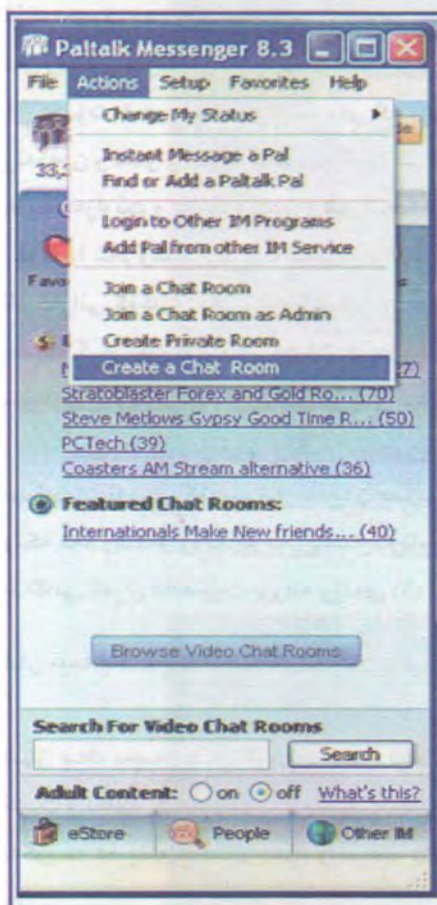 Paltalk Messenger 8.3
File Actions Setup Favorites Help
Change My Status
Instant Message a Pal
33,
Find or Add a Paltalk Pal
Login to Other IM Programs
Add Pal from other IM Service
Join a Chat Room
Join a Chat Room as Admin
Create Private Room
Create a Chat Room
Stratoblaster Forex and Gold Ro... (70)
Steve Metlows Gypsy Good Time R... (50)
PCTech (39)
Coasters AM Stream alternative (36)
Featured Chat Rooms:
Internationals Make New friends... (40)
Browse Video Chat Rooms
Search For Video Chat Rooms
Search
Adult Content: on off What's this?
eStore People Other IM